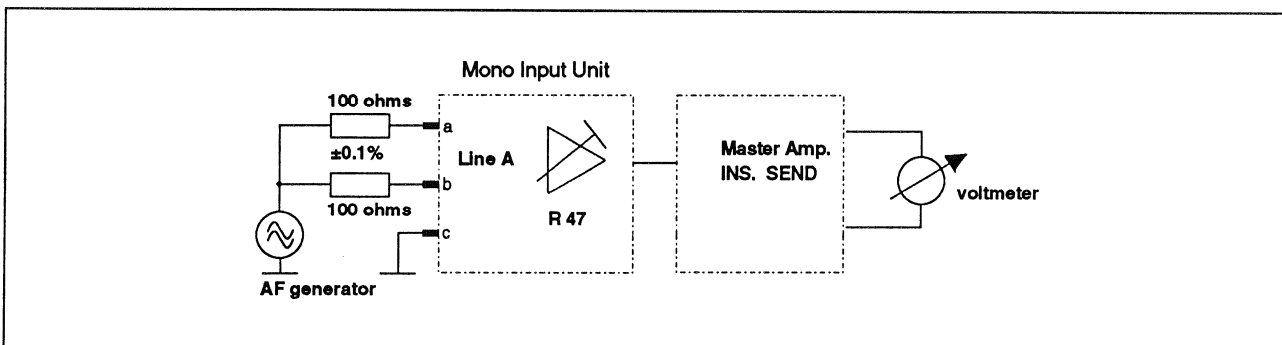 Mono Input Unit
100 ohms
±0.1%
100 ohms
a
b
c
Line A
R 47
Master Amp.
INS. SEND
voltmeter
AF generator